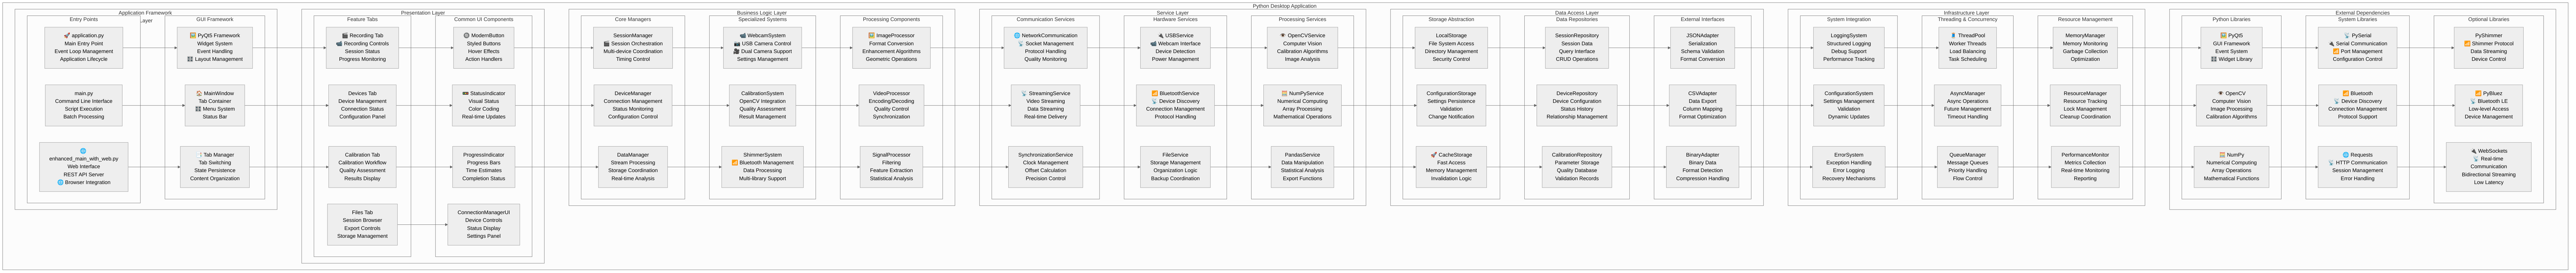 Python Desktop Application
Application Framework
Layer
Entry Points
🚀 application.py
Main Entry Point
Event Loop Management
Application Lifecycle
main.py
Command Line Interface
Script Execution
Batch Processing
🌐
enhanced_main_with_web.py
Web Interface
REST API Server
🌐 Browser Integration
GUI Framework
🖼️ PyQt5 Framework
Widget System
Event Handling
🎛️ Layout Management
🏠 MainWindow
Tab Container
🎛️ Menu System
Status Bar
📑 Tab Manager
Tab Switching
State Persistence
Content Organization
Presentation Layer
Feature Tabs
🎬 Recording Tab
📹 Recording Controls
Session Status
Progress Monitoring
Devices Tab
Device Management
Connection Status
Configuration Panel
Calibration Tab
Calibration Workflow
Quality Assessment
Results Display
Files Tab
Session Browser
Export Controls
Storage Management
Common UI Components
🔘 ModernButton
Styled Buttons
Hover Effects
Action Handlers
🚥 StatusIndicator
Visual Status
Color Coding
Real-time Updates
ProgressIndicator
Progress Bars
Time Estimates
Completion Status
ConnectionManagerUI
Device Controls
Status Display
Settings Panel
Business Logic Layer
Core Managers
SessionManager
🎬 Session Orchestration
Multi-device Coordination
Timing Control
DeviceManager
Connection Management
Status Monitoring
Configuration Control
DataManager
Stream Processing
Storage Coordination
Real-time Analysis
Specialized Systems
📹 WebcamSystem
📷 USB Camera Control
🎥 Dual Camera Support
Settings Management
CalibrationSystem
OpenCV Integration
Quality Assessment
Result Management
ShimmerSystem
📶 Bluetooth Management
Data Processing
Multi-library Support
Processing Components
🖼️ ImageProcessor
Format Conversion
Enhancement Algorithms
Geometric Operations
VideoProcessor
Encoding/Decoding
Quality Control
Synchronization
SignalProcessor
Filtering
Feature Extraction
Statistical Analysis
Service Layer
Communication Services
🌐 NetworkCommunication
📡 Socket Management
Protocol Handling
Quality Monitoring
📡 StreamingService
Video Streaming
Data Streaming
Real-time Delivery
SynchronizationService
Clock Management
Offset Calculation
Precision Control
Hardware Services
🔌 USBService
📹 Webcam Interface
Device Detection
Power Management
📶 BluetoothService
📡 Device Discovery
Connection Management
Protocol Handling
FileService
Storage Management
Organization Logic
Backup Coordination
Processing Services
👁️ OpenCVService
Computer Vision
Calibration Algorithms
Image Analysis
🧮 NumPyService
Numerical Computing
Array Processing
Mathematical Operations
PandasService
Data Manipulation
Statistical Analysis
Export Functions
Data Access Layer
Storage Abstraction
LocalStorage
File System Access
Directory Management
Security Control
ConfigurationStorage
Settings Persistence
Validation
Change Notification
🚀 CacheStorage
Fast Access
Memory Management
Invalidation Logic
Data Repositories
SessionRepository
Session Data
Query Interface
CRUD Operations
DeviceRepository
Device Configuration
Status History
Relationship Management
CalibrationRepository
Parameter Storage
Quality Database
Validation Records
External Interfaces
JSONAdapter
Serialization
Schema Validation
Format Conversion
CSVAdapter
Data Export
Column Mapping
Format Optimization
BinaryAdapter
Binary Data
Format Detection
Compression Handling
Infrastructure Layer
System Integration
LoggingSystem
Structured Logging
Debug Support
Performance Tracking
ConfigurationSystem
Settings Management
Validation
Dynamic Updates
ErrorSystem
Exception Handling
Error Logging
Recovery Mechanisms
Threading & Concurrency
🧵 ThreadPool
Worker Threads
Load Balancing
Task Scheduling
AsyncManager
Async Operations
Future Management
Timeout Handling
QueueManager
Message Queues
Priority Handling
Flow Control
Resource Management
MemoryManager
Memory Monitoring
Garbage Collection
Optimization
ResourceManager
Resource Tracking
Lock Management
Cleanup Coordination
PerformanceMonitor
Metrics Collection
Real-time Monitoring
Reporting
External Dependencies
Python Libraries
🖼️ PyQt5
GUI Framework
Event System
🎛️ Widget Library
👁️ OpenCV
Computer Vision
Image Processing
Calibration Algorithms
🧮 NumPy
Numerical Computing
Array Operations
Mathematical Functions
System Libraries
📡 PySerial
🔌 Serial Communication
📶 Port Management
Configuration Control
📶 Bluetooth
📡 Device Discovery
Connection Management
Protocol Support
🌐 Requests
📡 HTTP Communication
Session Management
Error Handling
Optional Libraries
PyShimmer
📶 Shimmer Protocol
Data Streaming
Device Control
📶 PyBluez
📡 Bluetooth LE
Low-level Access
Device Management
🔌 WebSockets
📡 Real-time
Communication
Bidirectional Streaming
Low Latency